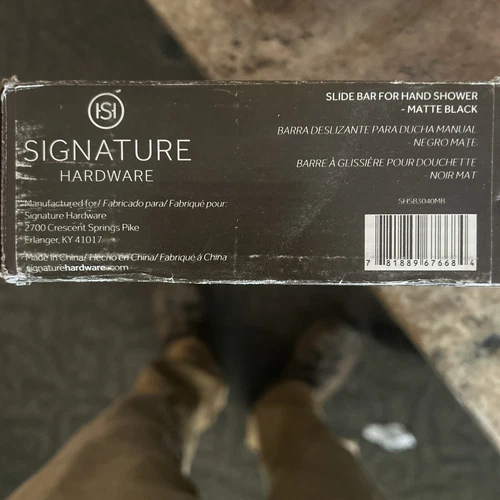 SH
SIGNATURE
HARDWARE
Manufactured for/ Fabricado para/ Fabriqué pour:
Signature Hardware
2700 Crescent Springs Pike
Erlanger, KY 41017
Made in China/ Hecho en China/ Fabriqué á China
signaturehardware.com
SLIDE BAR FOR HAND SHOWER
- MATTE BLACK
BARRA DESLIZANTE PARA DUCHA MANUAL
- NEGRO MATE
BARRE À GLISSIÈRE POUR DOUCHETTE
- NOIR MAT
SHSB3040MB
7 81889 67668 4